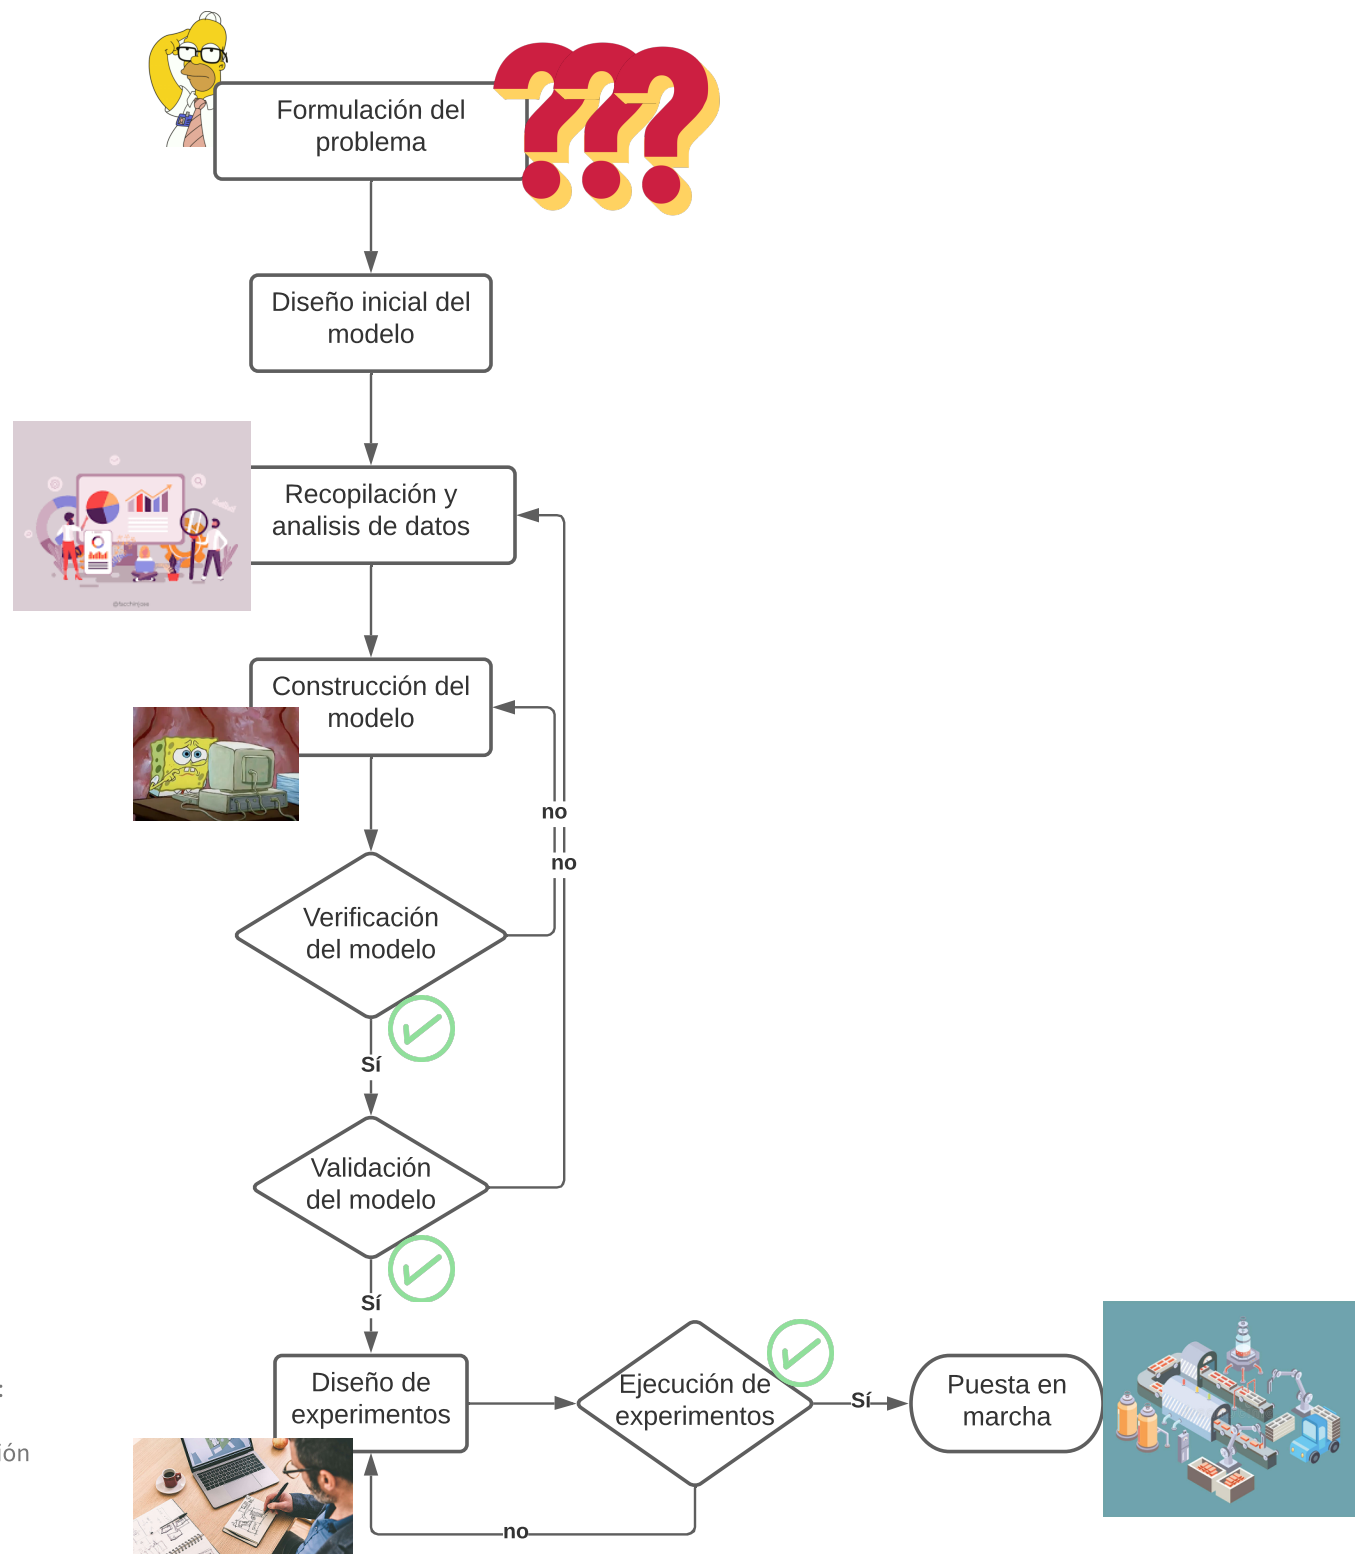 Formulación del
problema
Diseño inicial del
modelo
Recopilación y
analisis de datos
Construcción del
modelo
no
no
Verificación
del modelo
Sí
Validación
del modelo
Sí
Diseño de
experimentos
Ejecución de
experimentos
Sí
Puesta en
marcha
no
:
ión